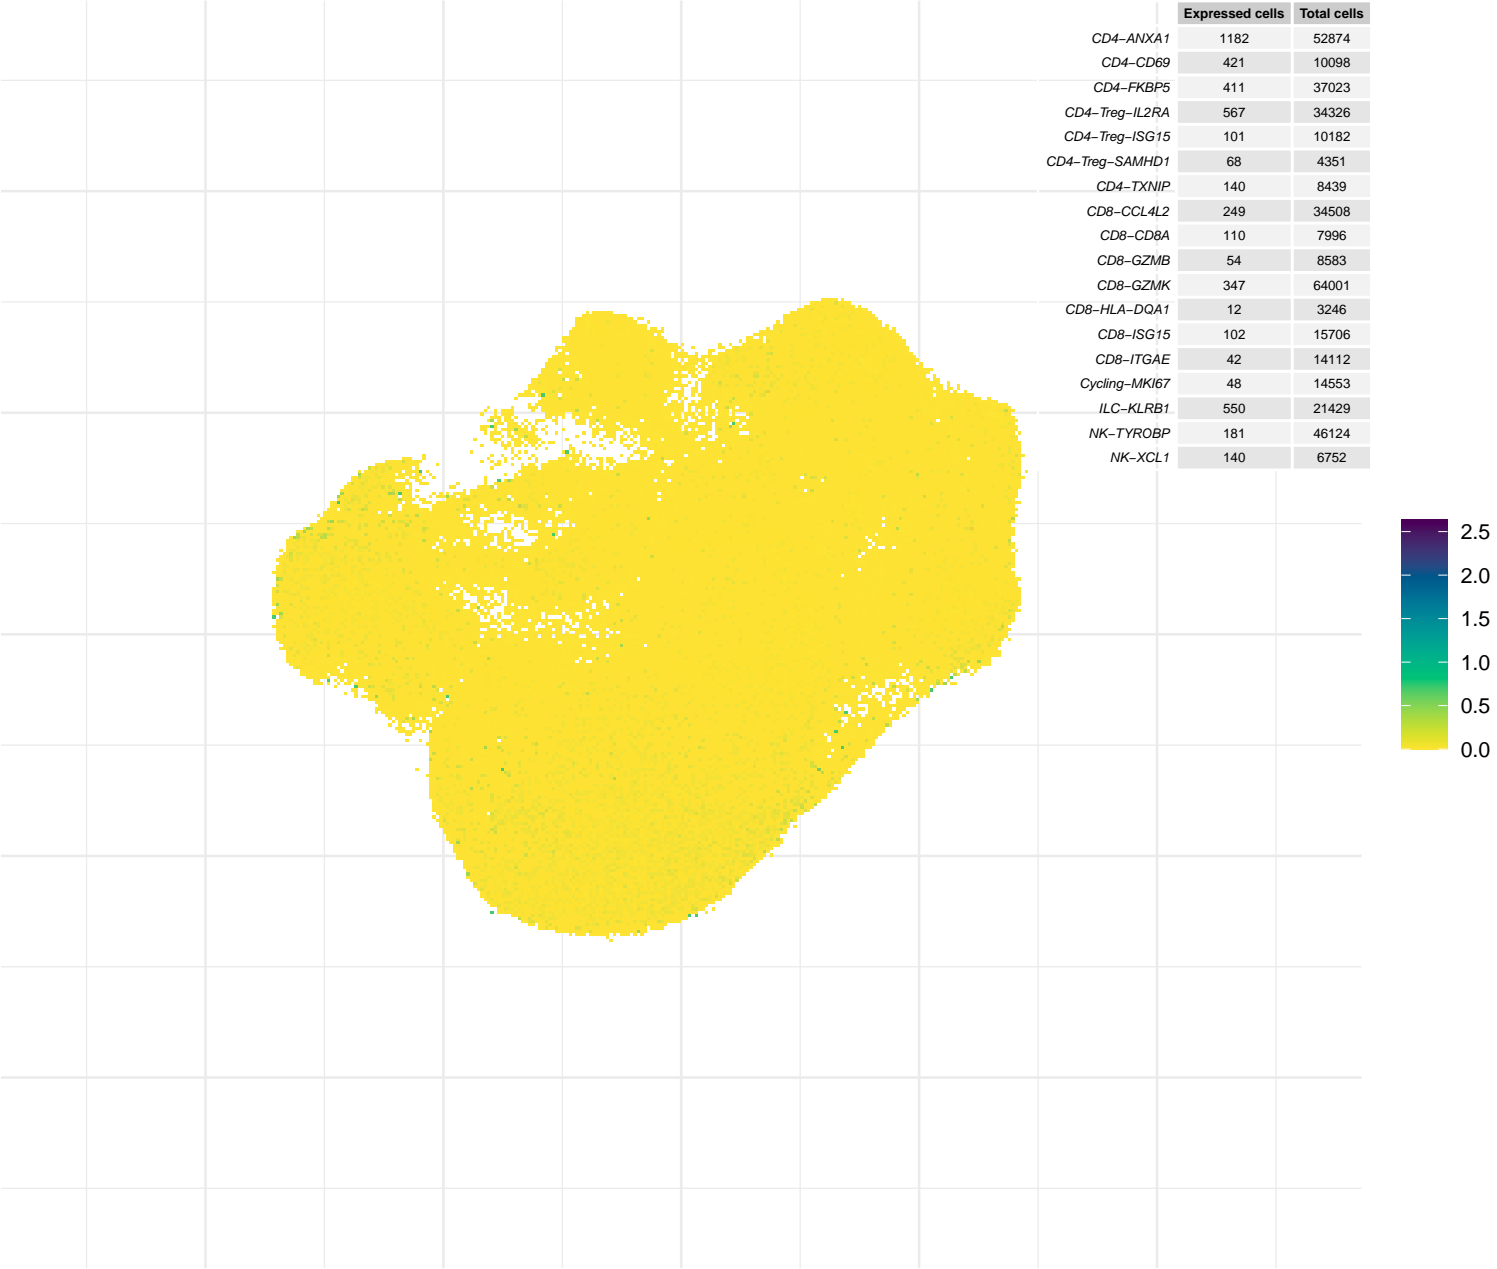 Expressed cells Total cells
CD4−ANXA1 1182 52874
CD4−CD69 421 10098
CD4−FKBP5 411 37023
CD4−Treg−IL2RA 567 34326
CD4−Treg−ISG15 101 10182
CD4−Treg−SAMHD1 68 4351
CD4−TXNIP 140 8439
CD8−CCL4L2 249 34508
CD8−CD8A 110 7996
CD8−GZMB 54 8583
CD8−GZMK 347 64001
CD8−HLA−DQA1 12 3246
CD8−ISG15 102 15706
CD8−ITGAE 42 14112
Cycling−MKI67 48 14553
ILC−KLRB1 550 21429
NK−TYROBP 181 46124
NK−XCL1 140 6752
2.5
2.0
1.5
1.0
0.5
0.0